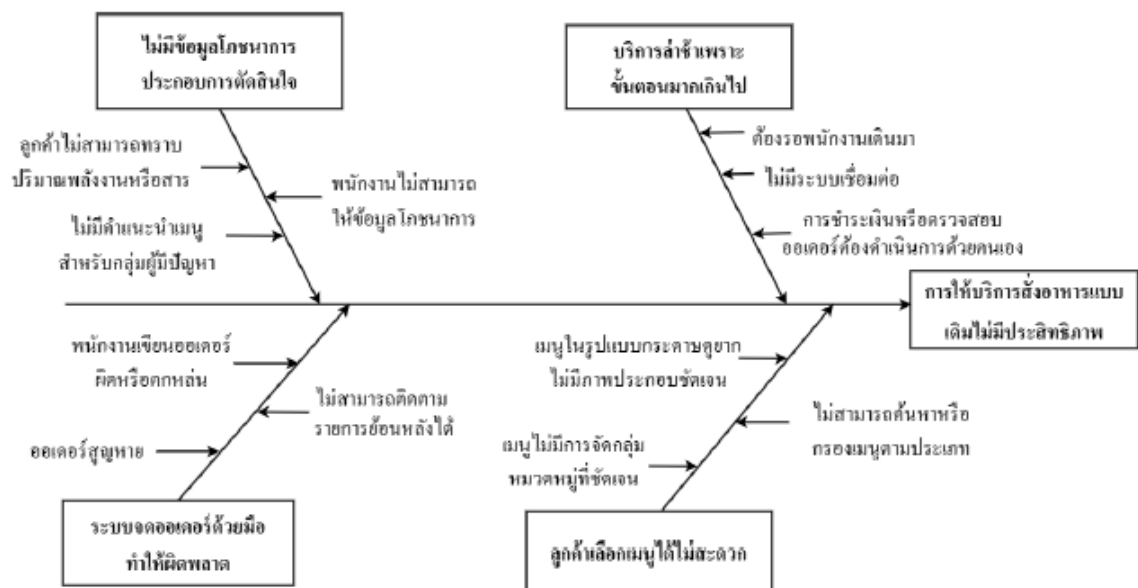 ไม่มีข้อมูลโภชนาการ
ประกอบการตัดสินใจ
บริการล่าช้าเพราะ
ขั้นตอนมากเกินไป
ลูกค้าไม่สามารถทราบ
ปริมาณพลังงานหรือสาร
พนักงานไม่สามารถ
ให้ข้อมูลโภชนาการ
ไม่มีคำแนะนำเมนู
สำหรับกลุ่มผู้มีปัญหา
ต้องรอพนักงานเดินมา
ไม่มีระบบเชื่อมต่อ
การชำระเงินหรือตรวจสอบ
ออเดอร์ต้องดำเนินการด้วยตนเอง
การให้บริการสั่งอาหารแบบ
เดิมไม่มีประสิทธิภาพ
พนักงานเขียนออเดอร์
ผิดหรือตกหล่น
ไม่สามารถติดตาม
รายการย้อนหลังได้
ออเดอร์สูญหาย
เมนูในรูปแบบกระดาษดูยาก
ไม่มีภาพประกอบชัดเจน
ไม่สามารถค้นหาหรือ
กรองเมนูตามประเภท
เมนูไม่มีการจัดกลุ่ม
หมวดหมู่ที่ชัดเจน
ระบบจดออเดอร์ด้วยมือ
ทำให้ผิดพลาด
ลูกค้าเลือกเมนูได้ไม่สะดวก